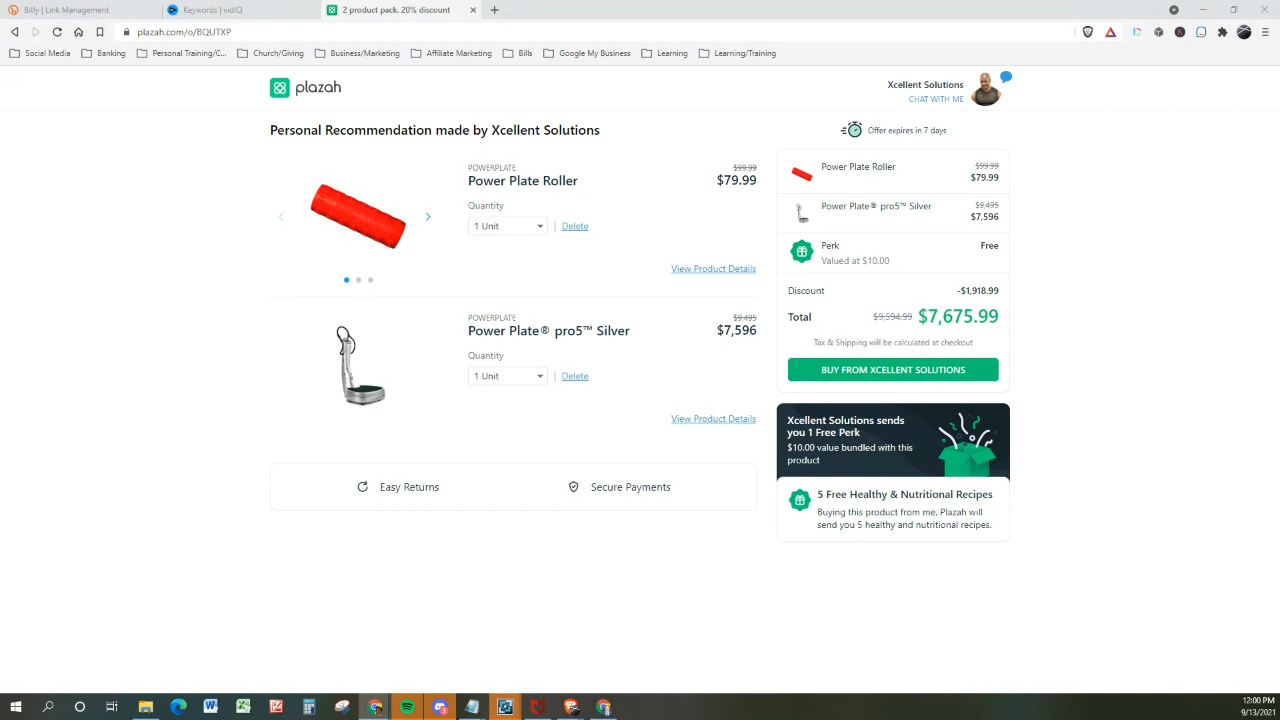 Bitly | Link Management
Keywords | vidIQ
2 product pack. 20% discount
plazah.com/o/BQUTXP
Social Media
Banking
Personal Training/C...
Church/Giving
Business/Marketing
Affiliate Marketing
Bills
Google My Business
Learning
Learning/Training
plazah
Xcellent Solutions
CHAT WITH ME
Personal Recommendation made by Xcellent Solutions
Offer expires in 7 days
POWERPLATE
$99.99
Power Plate Roller
$79.99
Quantity
1 Unit
Delete
View Product Details
POWERPLATE
$9,495
Power Plate® pro5™ Silver
$7,596
Quantity
1 Unit
Delete
View Product Details
Easy Returns
Secure Payments
Power Plate Roller
$99.99
$79.99
Power Plate® pro5™ Silver
$9,495
$7,596
Perk
Free
Valued at $10.00
Discount
-$1,918.99
Total
$9,594.99 $7,675.99
Tax & Shipping will be calculated at checkout
BUY FROM XCELLENT SOLUTIONS
Xcellent Solutions sends
you 1 Free Perk
$10.00 value bundled with this
product
5 Free Healthy & Nutritional Recipes
Buying this product from me, Plazah will
send you 5 healthy and nutritional recipes.
12:00 PM
9/13/2021